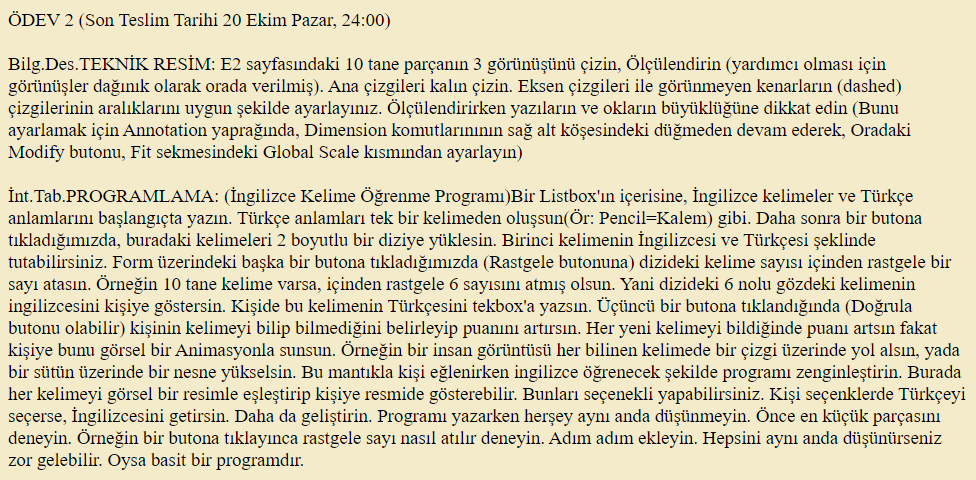 ÖDEV 2 (Son Teslim Tarihi 20 Ekim Pazar, 24:00)
Bilg.Des.TEKNİK RESİM: E2 sayfasındaki 10 tane parçanın 3 görünüşünü çizin, Ölçülendirin (yardımcı olması için
görünüşler dağınık olarak orada verilmiş). Ana çizgileri kalın çizin. Eksen çizgileri ile görünmeyen kenarların (dashed)
çizgilerinin aralıklarını uygun şekilde ayarlayınız. Ölçülendirirken yazıların ve okların büyüklüğüne dikkat edin (Bunu
ayarlamak için Annotation yaprağında, Dimension komutlarınının sağ alt köşesindeki düğmeden devam ederek, Oradaki
Modify butonu, Fit sekmesindeki Global Scale kısmından ayarlayın)
İnt.Tab.PROGRAMLAMA: (İngilizce Kelime Öğrenme Programı)Bir Listbox'ın içerisine, İngilizce kelimeler ve Türkçe
anlamlarını başlangıçta yazın. Türkçe anlamları tek bir kelimeden oluşsun(Ör: Pencil=Kalem) gibi. Daha sonra bir butona
tıkladığımızda, buradaki kelimeleri 2 boyutlu bir diziye yüklesin. Birinci kelimenin İngilizcesi ve Türkçesi şeklinde
tutabilirsiniz. Form üzerindeki başka bir butona tıkladığımızda (Rastgele butonuna) dizideki kelime sayısı içinden rastgele bir
sayı atasın. Örneğin 10 tane kelime varsa, içinden rastgele 6 sayısını atmış olsun. Yani dizideki 6 nolu gözdeki kelimenin
ingilizcesini kişiye göstersin. Kişide bu kelimenin Türkçesini tekbox'a yazsın. Üçüncü bir butona tıklandığında (Doğrula
butonu olabilir) kişinin kelimeyi bilip bilmediğini belirleyip puanını artırsın. Her yeni kelimeyi bildiğinde puanı artsın fakat
kişiye bunu görsel bir Animasyonla sunsun. Örneğin bir insan görüntüsü her bilinen kelimede bir çizgi üzerinde yol alsın, yada
bir sütün üzerinde bir nesne yükselsin. Bu mantıkla kişi eğlenirken ingilizce öğrenecek şekilde programı zenginleştirin. Burada
her kelimeyi görsel bir resimle eşleştirip kişiye resmide gösterebilir. Bunları seçenekli yapabilirsiniz. Kişi seçenklerde Türkçeyi
seçerse, İngilizcesini getirsin. Daha da geliştirin. Programı yazarken herşey aynı anda düşünmeyin. Önce en küçük parçasını
deneyin. Örneğin bir butona tıklayınca rastgele sayı nasıl atılır deneyin. Adım adım ekleyin. Hepsini aynı anda düşünürseniz
zor gelebilir. Oysa basit bir programdır.